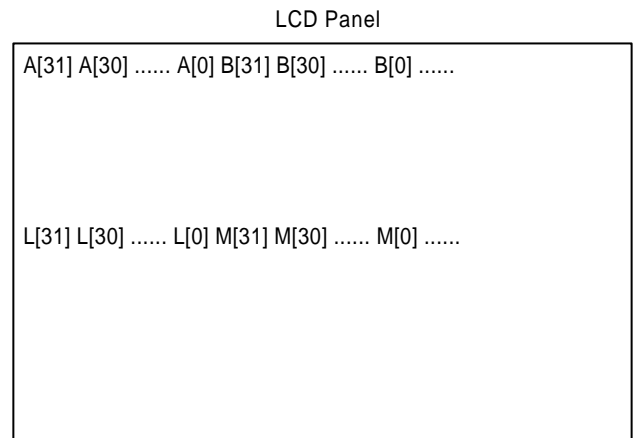 LCD Panel
A[31] A[30] ...... A[0] B[31] B[30] ...... B[0] ......
L[31] L[30] ...... L[0] M[31] M[30] ...... M[0] ......